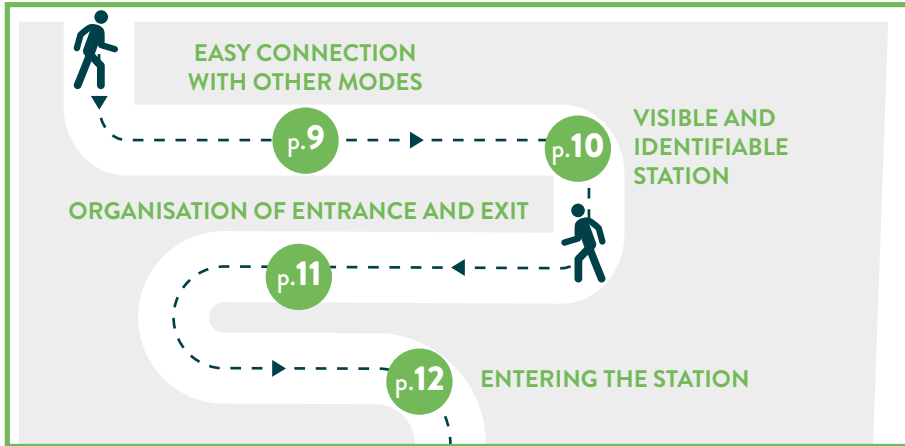 EASY CONNECTION
WITH OTHER MODES
p.9
p.10
VISIBLE AND
IDENTIFIABLE
STATION
ORGANISATION OF ENTRANCE AND EXIT
p.11
p.12
ENTERING THE STATION